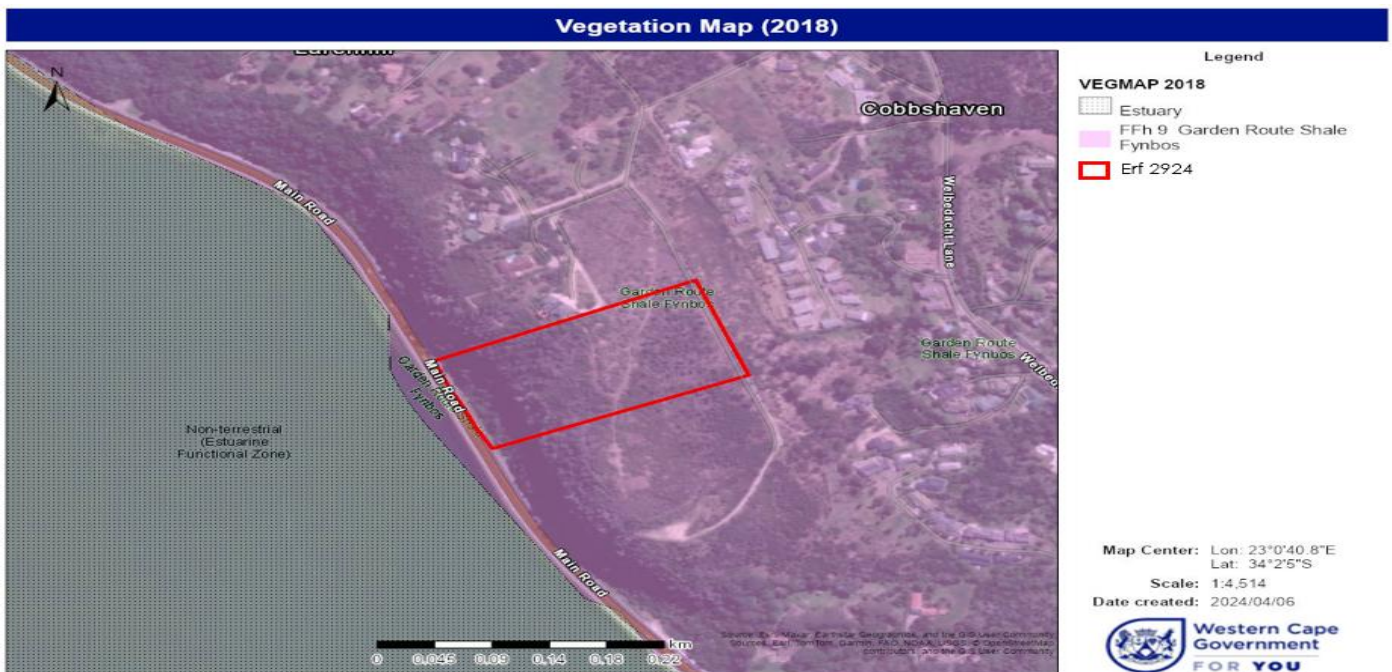 Vegetation Map (2018)
N
Cobbshaven
Main Road
Welbedacht Lane
Garden Route
Shale Fynbos
Garden Route
Shale Fynbos
Main Road
Fynbos
Non-terrestrial
(Estuarine
Functional Zone)
Main Road
km
0 0.045 0.09 0.14 0.18 0.22
Legend
VEGMAP 2018
Estuary
FFh 9 Garden Route Shale
Fynbos
Erf 2924
Map Center: Lon: 23°0'40.8"E
Lat: 34°2'5"S
Scale: 1:4,514
Date created: 2024/04/06
Western Cape
Government
FOR YOU